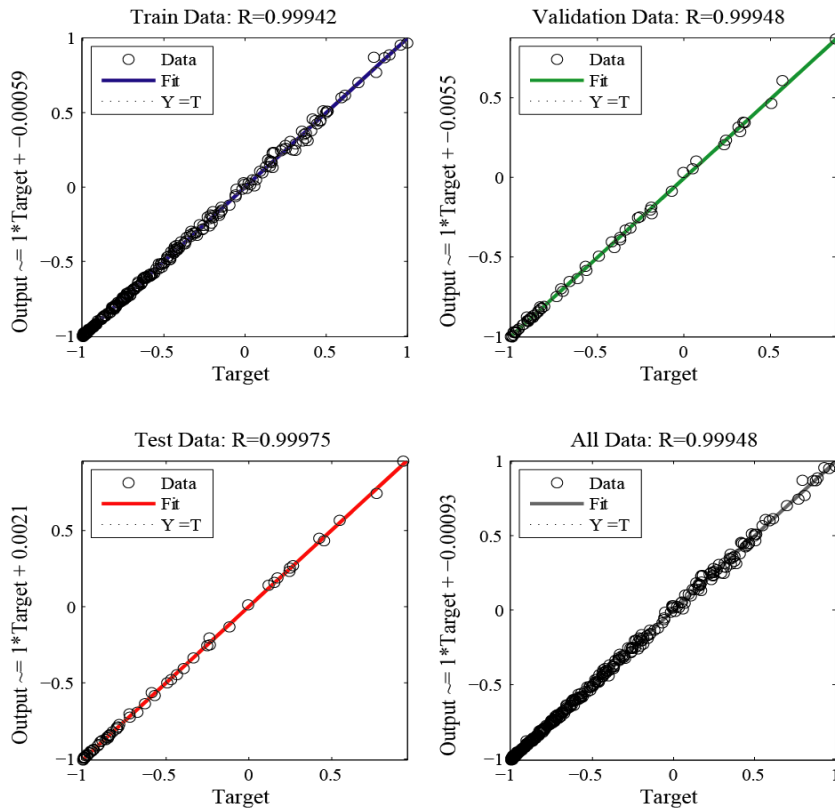 Train Data: R=0.99942
Output ~= 1*Target + −0.00059
1
0.5
0
−0.5
−1
Data
Fit
Y =T
−1
−0.5
0
0.5
1
Target
Validation Data: R=0.99948
Output ~= 1*Target + −0.0055
0.5
0
−0.5
−1
Data
Fit
Y =T
−1
−0.5
0
0.5
Target
Test Data: R=0.99975
Output ~= 1*Target + 0.0021
0.5
0
−0.5
−1
Data
Fit
Y =T
−1
−0.5
0
0.5
Target
All Data: R=0.99948
Output ~= 1*Target + −0.00093
1
0.5
0
−0.5
−1
Data
Fit
Y =T
−1
−0.5
0
0.5
1
Target